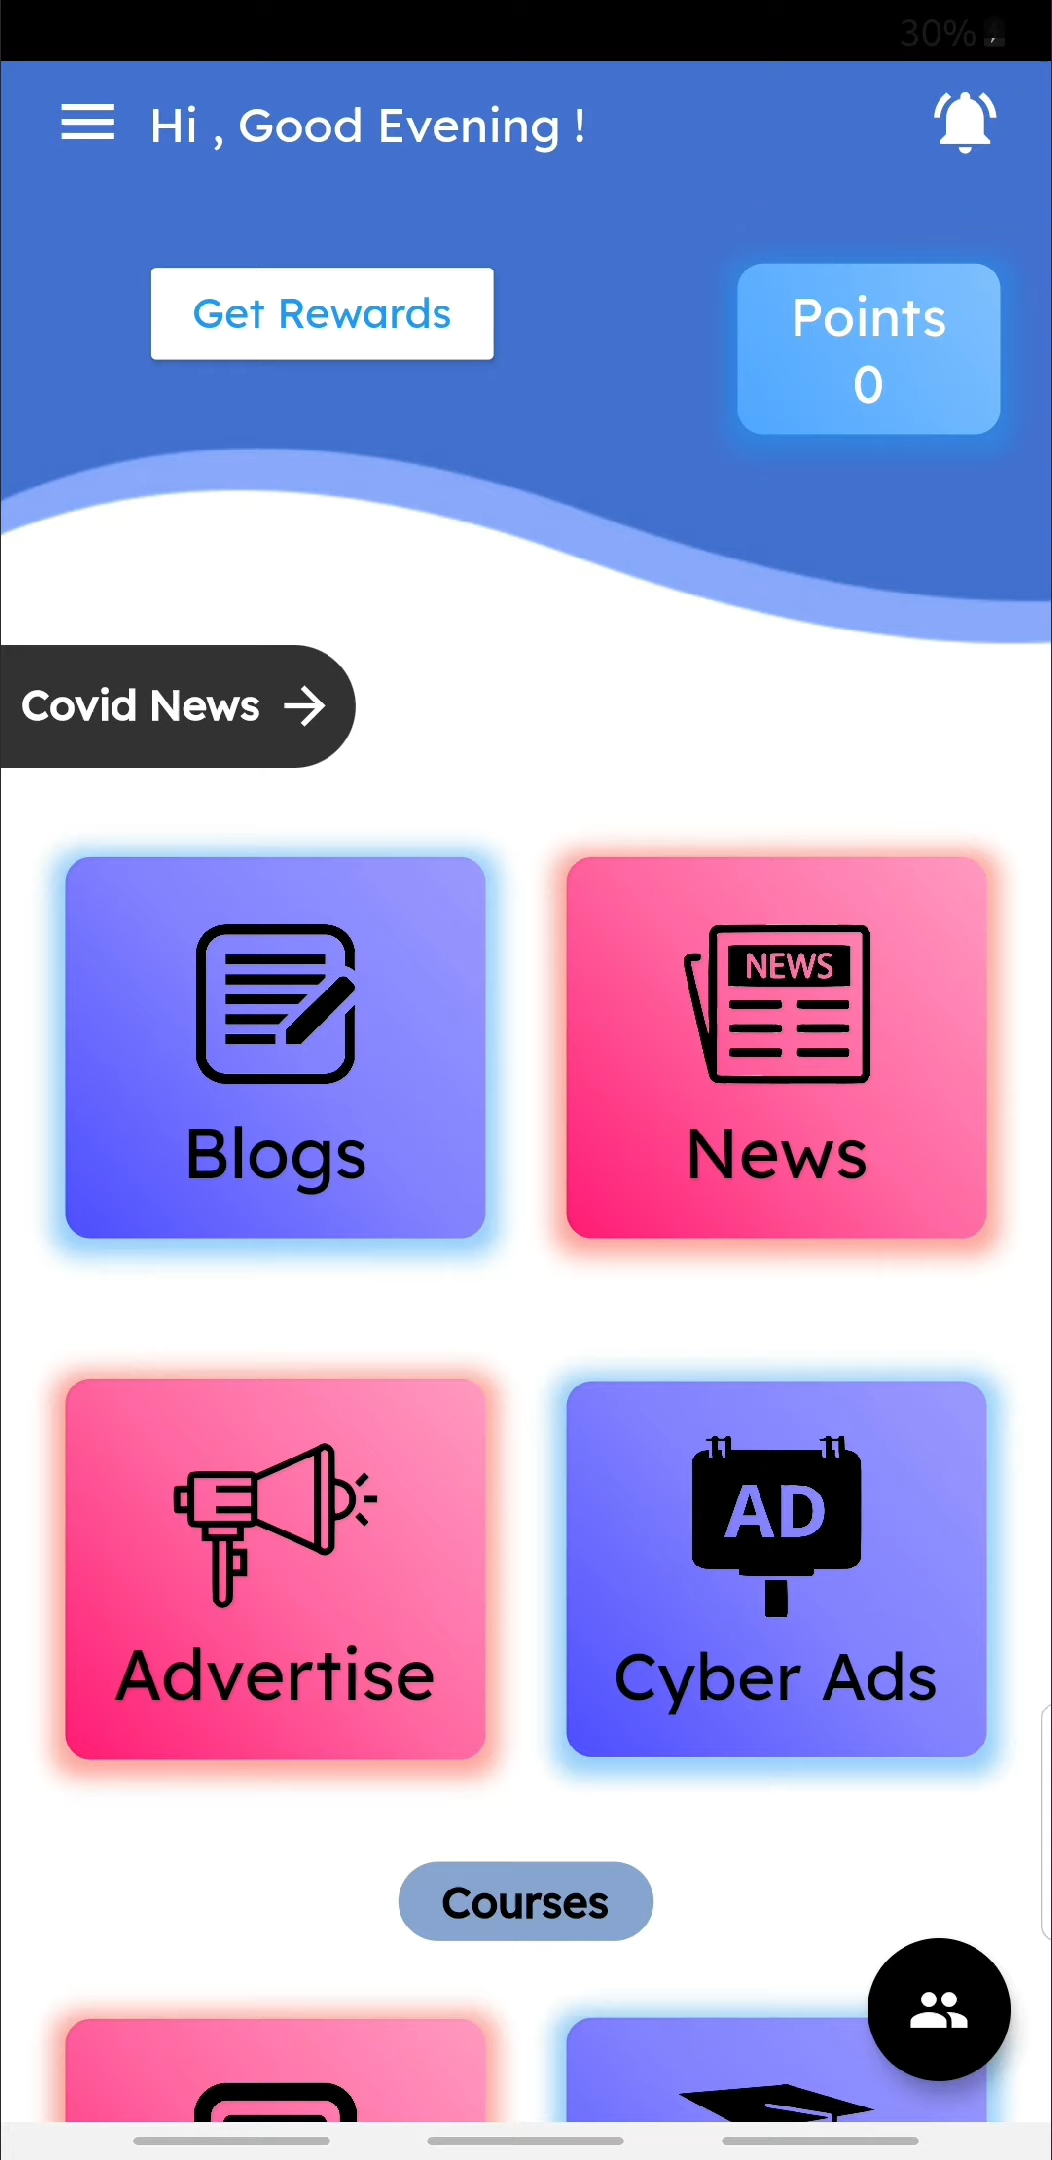 30%
Hi , Good Evening !
Get Rewards
Points
0
Covid News
NEWS
Blogs
News
AD
Advertise
Cyber Ads
Courses